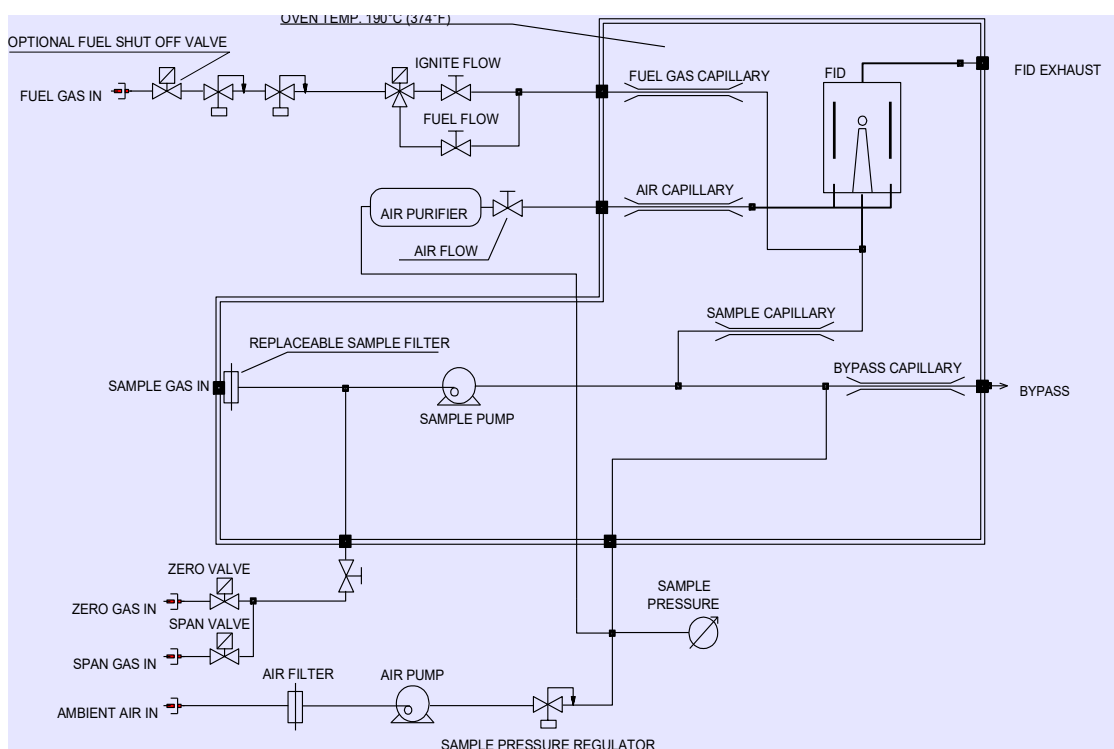 OVEN TEMP. 190°C (374°F)
OPTIONAL FUEL SHUT OFF VALVE
IGNITE FLOW
FUEL GAS CAPILLARY
FID
FID EXHAUST
FUEL GAS IN
FUEL FLOW
AIR CAPILLARY
AIR PURIFIER
AIR FLOW
SAMPLE CAPILLARY
REPLACEABLE SAMPLE FILTER
BYPASS CAPILLARY
SAMPLE GAS IN
BYPASS
SAMPLE PUMP
ZERO VALVE
SAMPLE
PRESSURE
ZERO GAS IN
SPAN VALVE
SPAN GAS IN
AIR FILTER
AIR PUMP
AMBIENT AIR IN
SAMPLE PRESSURE REGULATOR